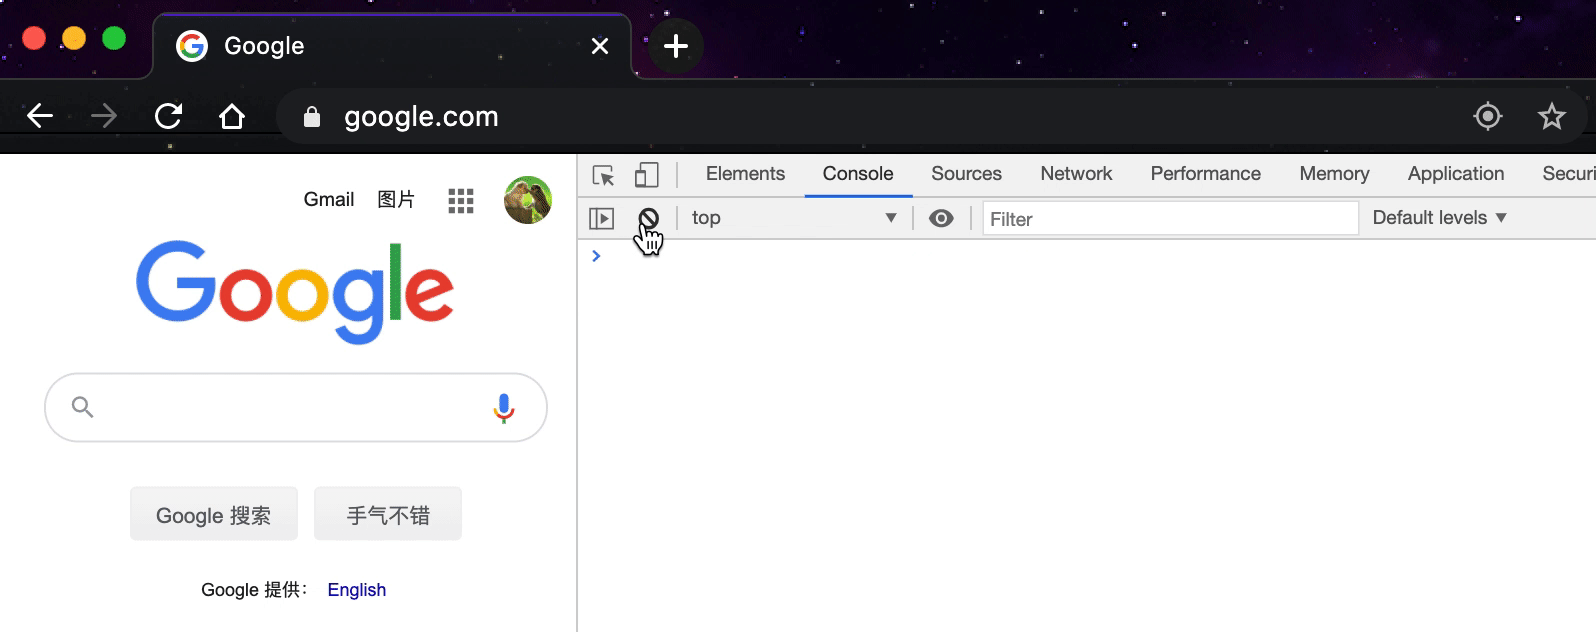 Google
google.com
Gmail 图片
Google
Google 搜索 手气不错
Google 提供： English
Elements Console Sources Network Performance Memory Application Securi
top Filter Default levels